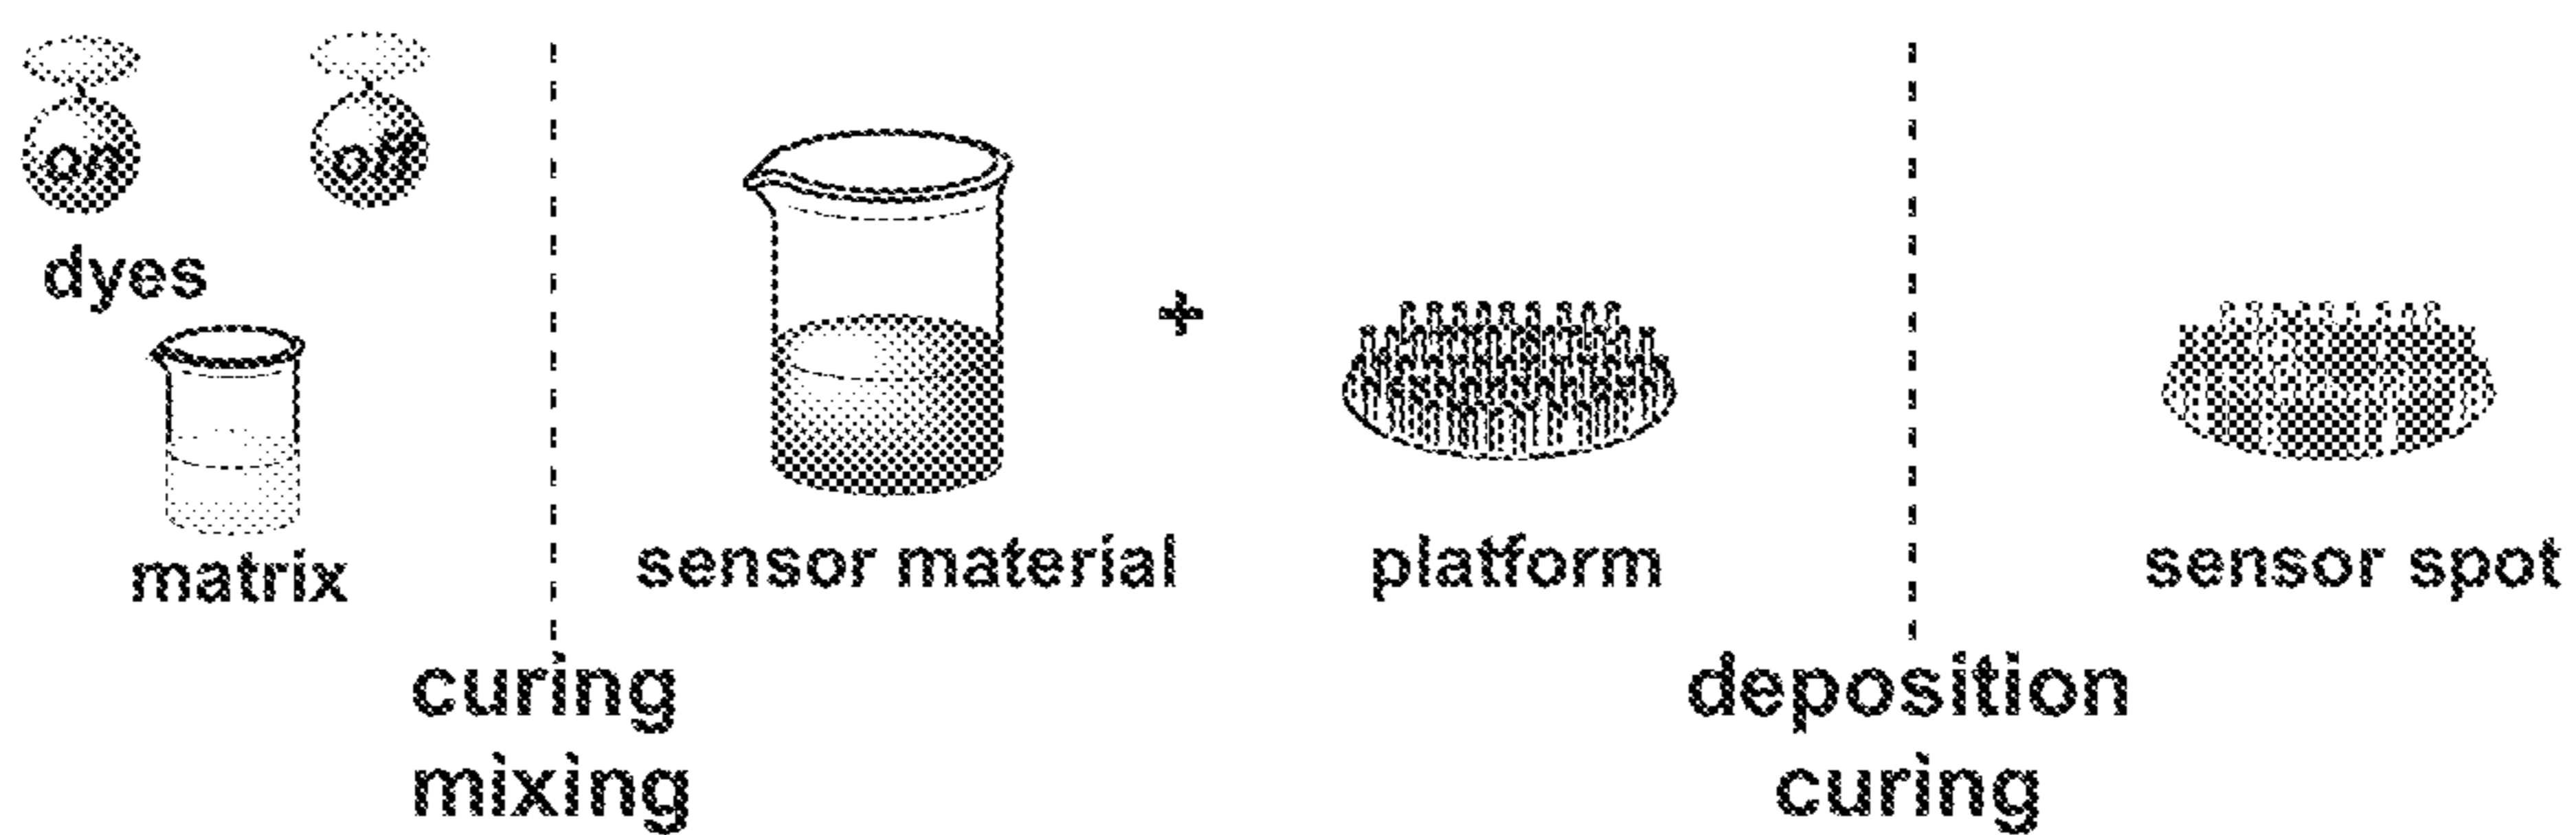 on off
dyes
matrix
+
sensor material
platform
sensor spot
curing
mixing
deposition
curing